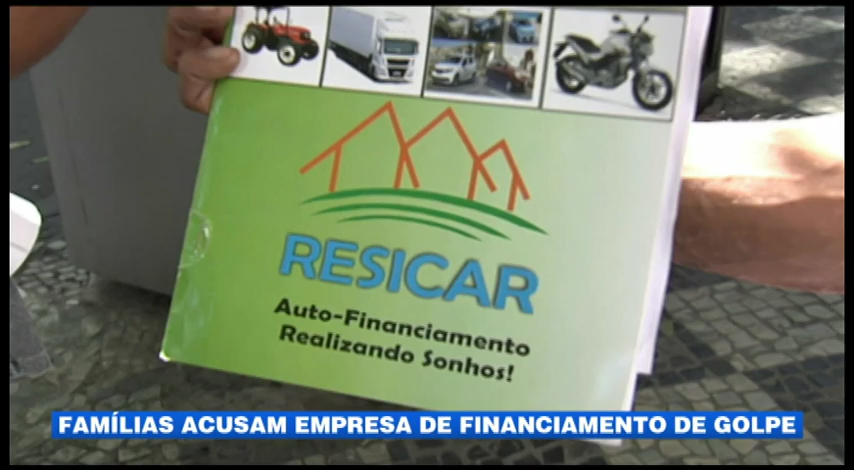 RESICAR
Auto-Financiamento
Realizando Sonhos!
FAMÍLIAS ACUSAM EMPRESA DE FINANCIAMENTO DE GOLPE